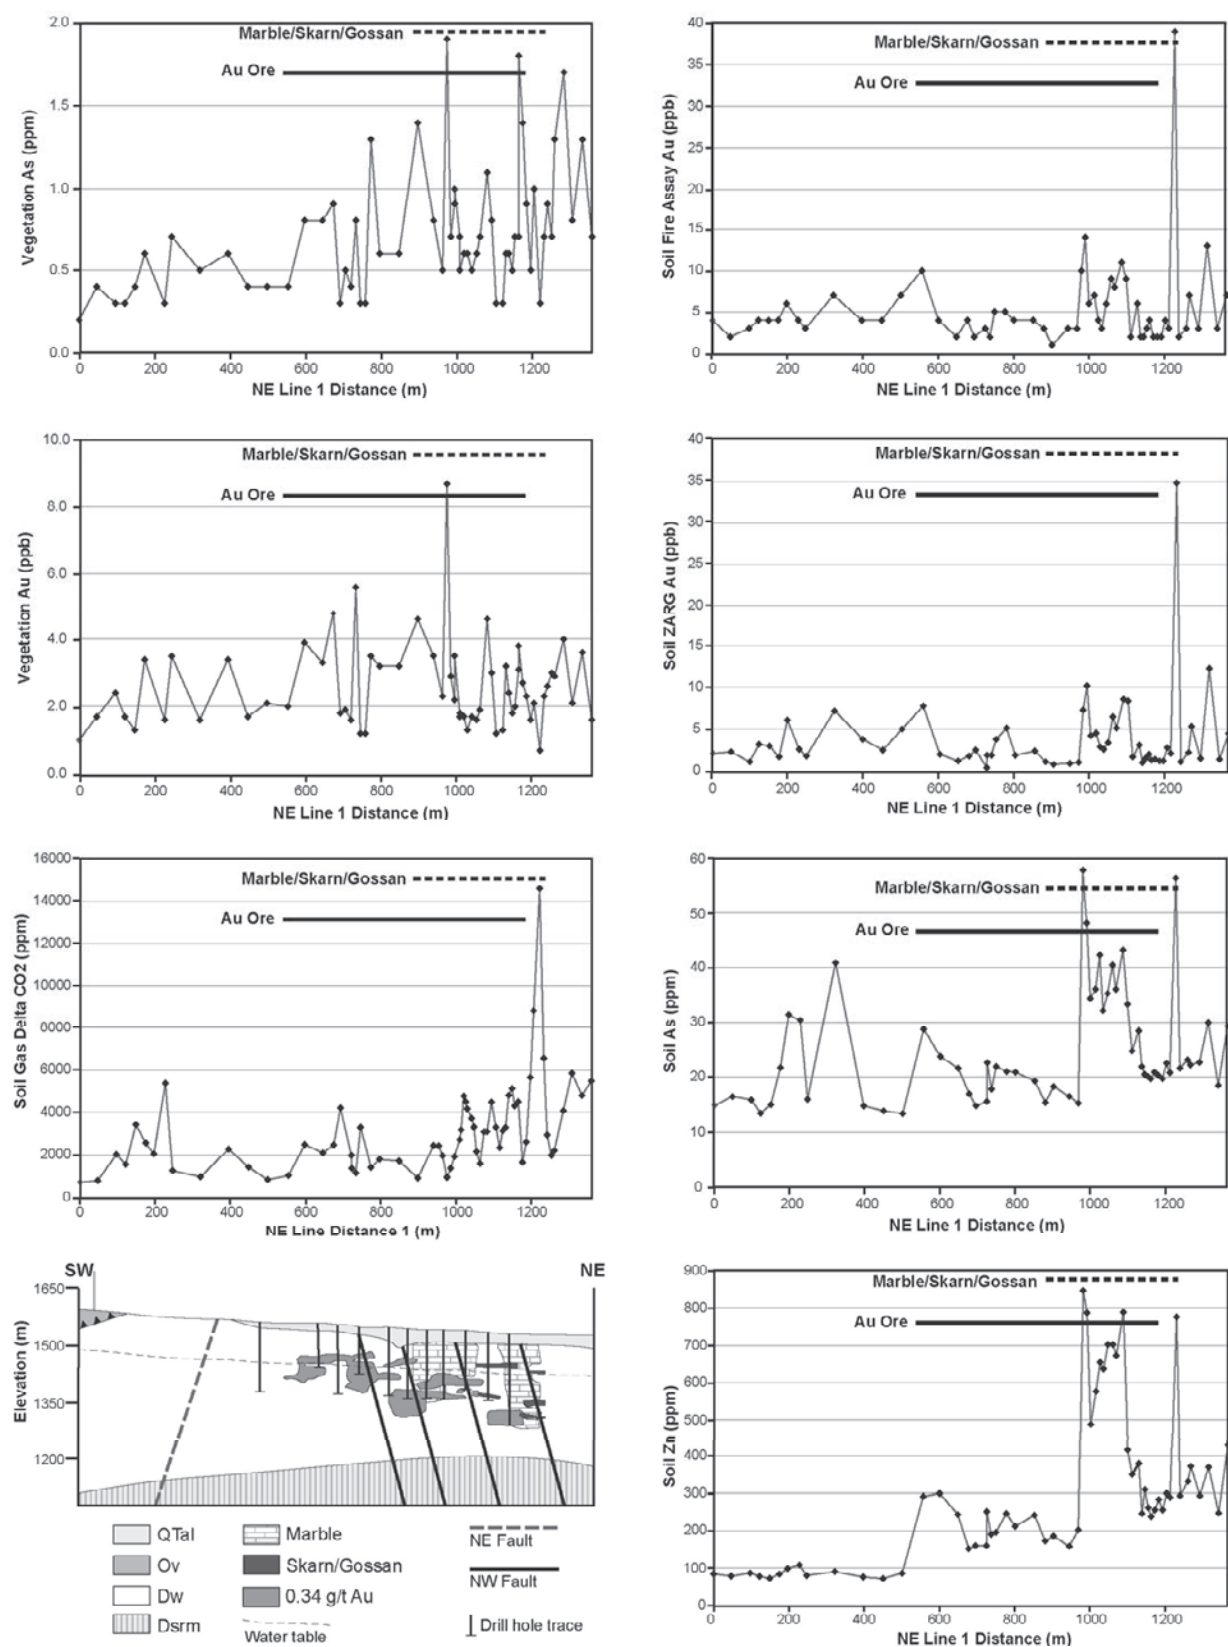 2.0
1.5
1.0
0.5
0.0
Vegetation As (ppm)
Marble/Skarn/Gossan
Au Ore
0 200 400 600 800 1000 1200
NE Line 1 Distance (m)
40
35
30
25
20
15
10
5
0
Soil Fire Assay Au (ppb)
Marble/Skarn/Gossan
Au Ore
0 200 400 600 800 1000 1200
NE Line 1 Distance (m)
10.0
8.0
6.0
4.0
2.0
0.0
Vegetation Au (ppb)
Marble/Skarn/Gossan
Au Ore
0 200 400 600 800 1000 1200
NE Line 1 Distance (m)
40
35
30
25
20
15
10
5
0
Soil ZARG Au (ppb)
Marble/Skarn/Gossan
Au Ore
0 200 400 600 800 1000 1200
NE Line 1 Distance (m)
16000
14000
12000
10000
8000
6000
4000
2000
0
Soil Gas Delta CO2 (ppm)
Marble/Skarn/Gossan
Au Ore
0 200 400 600 800 1000 1200
NE Line Distance 1 (m)
60
50
40
30
20
10
0
Soil As (ppm)
Marble/Skarn/Gossan
Au Ore
0 200 400 600 800 1000 1200
NE Line 1 Distance (m)
SW NE
1650
1500
1350
1200
Elevation (m)
QTal
Ov
Dw
Dsrm
Marble
Skarn/Gossan
0.34 g/t Au
Water table
NE Fault
NW Fault
Drill hole trace
900
800
700
600
500
400
300
200
100
0
Soil Zn (ppm)
Marble/Skarn/Gossan
Au Ore
0 200 400 600 800 1000 1200
NE Line 1 Distance (m)